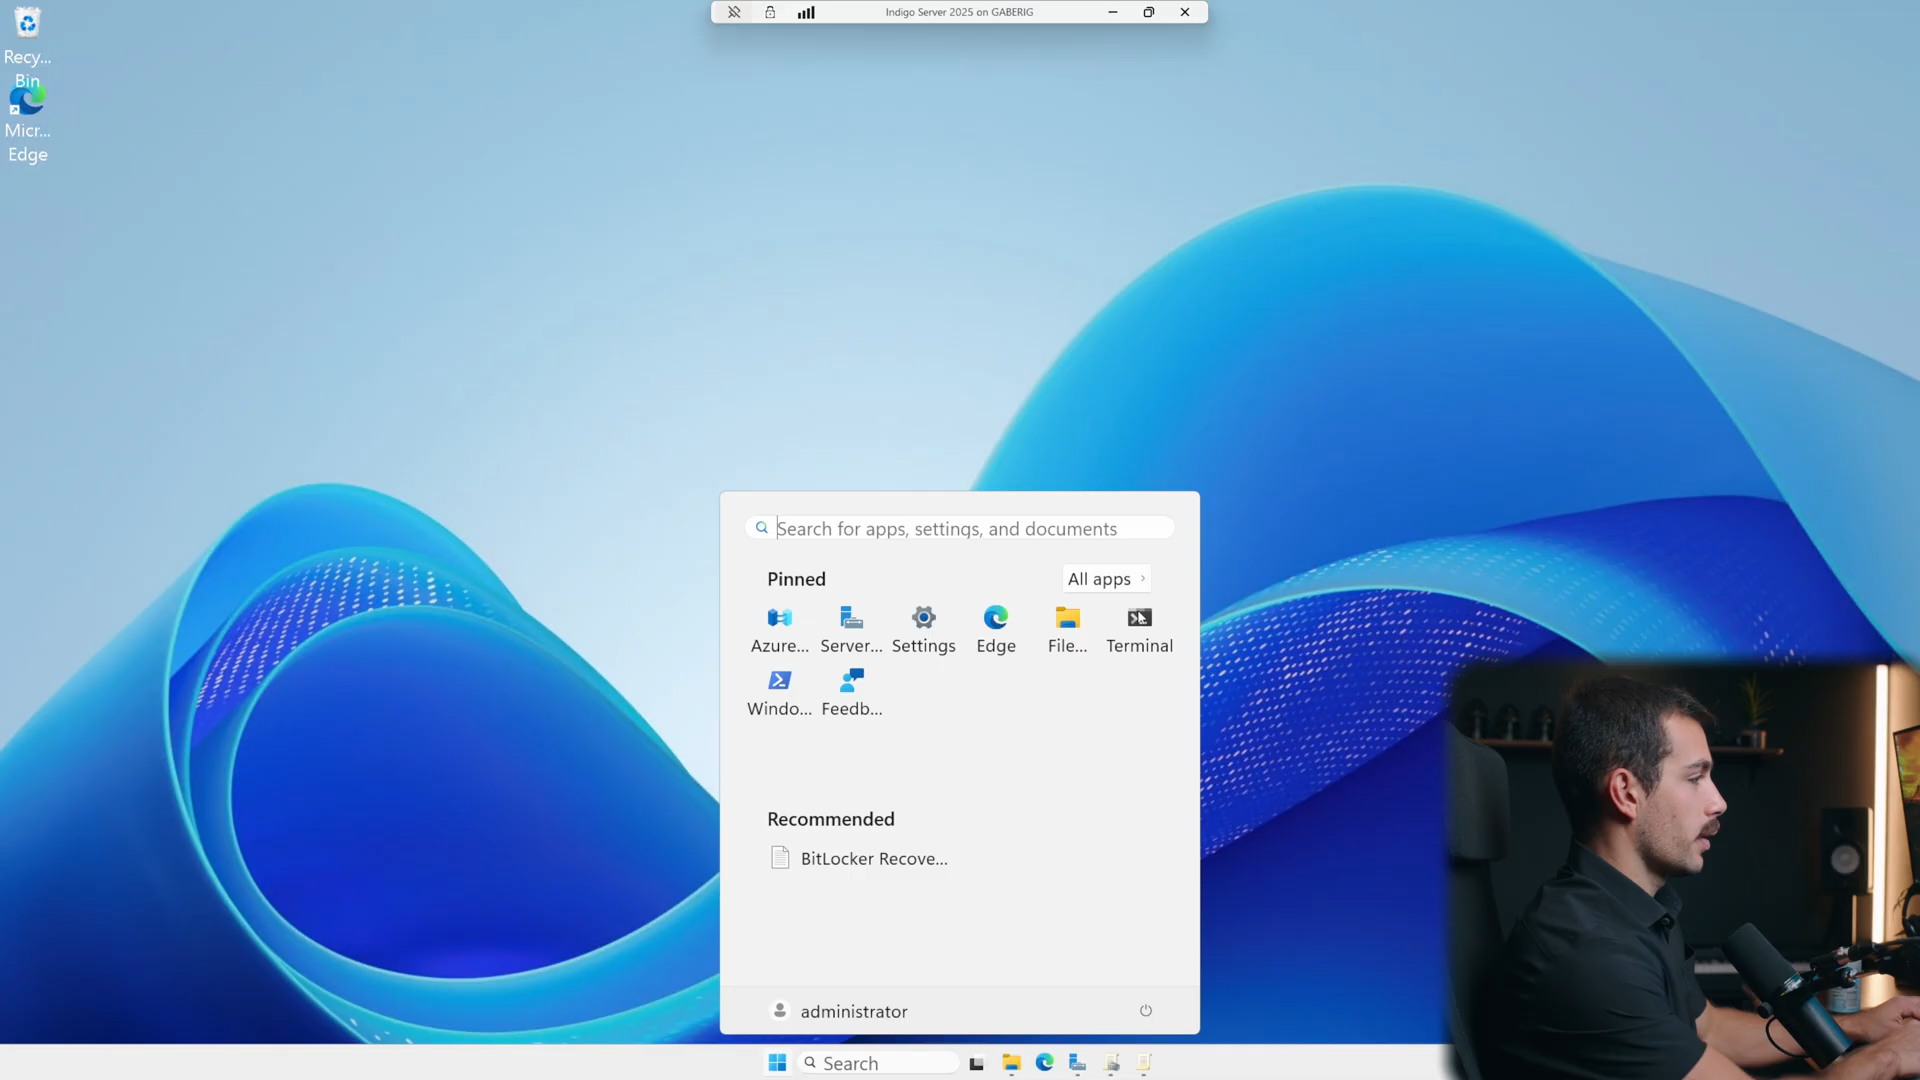 Indigo Server 2025 on GABERIG
Recy...
Bin
Micr...
Edge
Search for apps, settings, and documents
Pinned
All apps
Azure...
Server...
Settings
Edge
File...
Terminal
Windo...
Feedb...
Recommended
BitLocker Recove...
administrator
Search